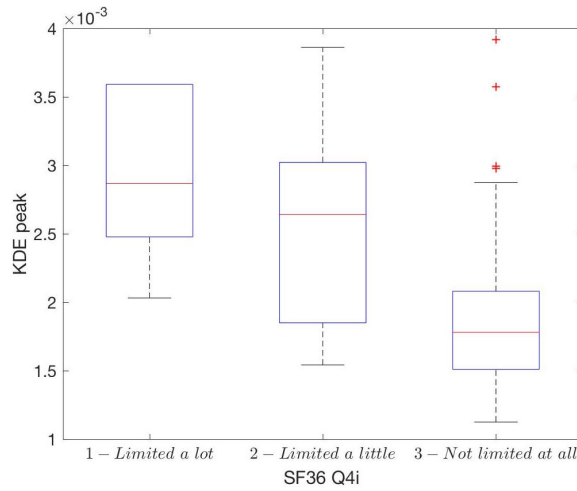 ×10⁻³
4
3.5
3
2.5
2
1.5
1
KDE peak
1 − Limited a lot 2 − Limited a little 3 − Not limited at all
SF36 Q4i